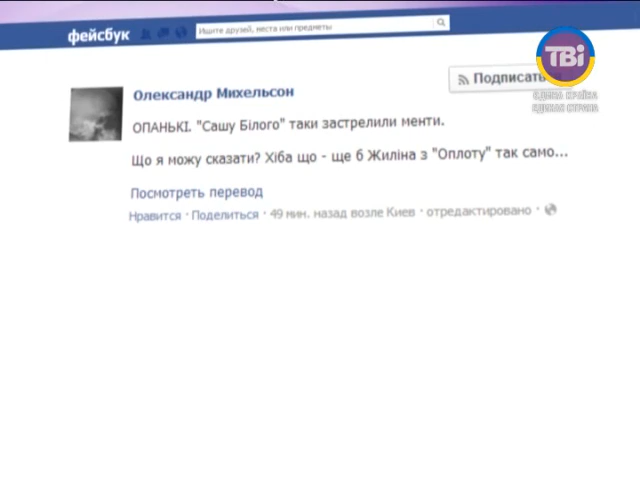 фейсбук
Ищите друзей, места или предметы
ТВі
Подписать
ЄДИНА КРАЇНА
ЕДИНАЯ СТРАНА
Олександр Михельсон
ОПАНЬКІ. "Сашу Білого" таки застрелили менти.
Що я можу сказати? Хіба що - ще б Жиліна з "Оплоту" так само...
Посмотреть перевод
Нравится · Поделиться · 49 мин. назад возле Киев · отредактировано ·